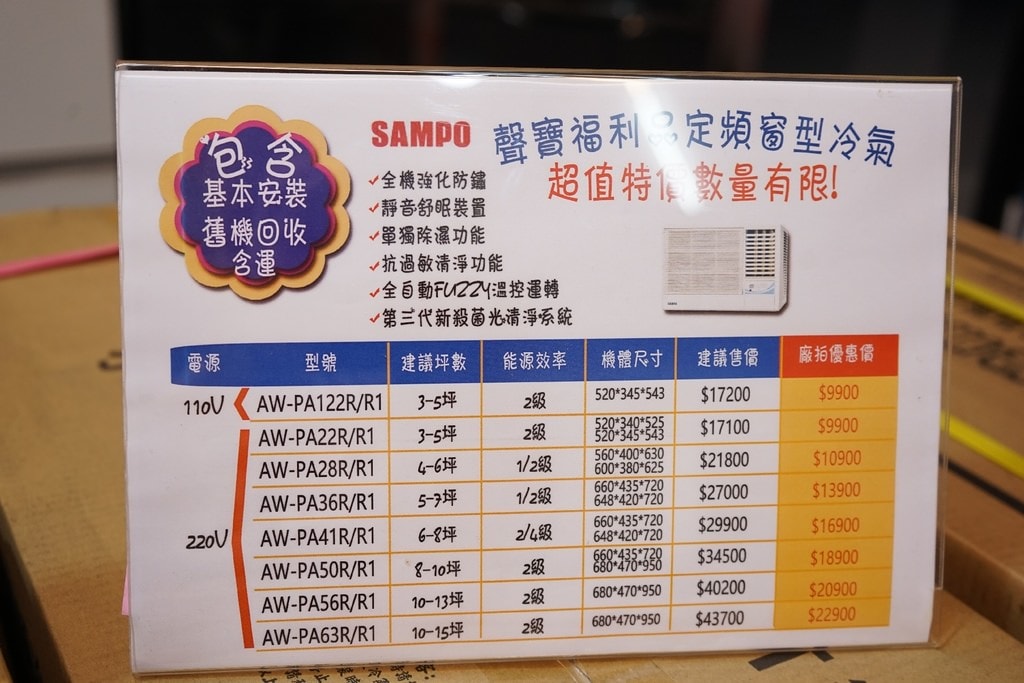 包含
基本安裝
舊機回收
含運
SAMPO
聲寶福利品定頻窗型冷氣
超值特價數量有限!
全機強化防鏽
靜音舒眠裝置
單獨除濕功能
抗過敏清淨功能
全自動FUZZY溫控運轉
第三代新殺菌光清淨系統
電源 型號 建議坪數 能源效率 機體尺寸 建議售價 廠拍優惠價
110V AW-PA122R/R1 3-5坪 2級 520*345*543 $17200 $9900
AW-PA22R/R1 3-5坪 2級 520*340*525 520*345*543 $17100 $9900
AW-PA28R/R1 4-6坪 1/2級 560*400*630 600*380*625 $21800 $10900
AW-PA36R/R1 5-7坪 1/2級 660*435*720 648*420*720 $27000 $13900
220V AW-PA41R/R1 6-8坪 2/4級 660*435*720 648*420*720 $29900 $16900
AW-PA50R/R1 8-10坪 2級 660*435*720 680*470*950 $34500 $18900
AW-PA56R/R1 10-13坪 2級 680*470*950 $40200 $20900
AW-PA63R/R1 10-15坪 2級 680*470*950 $43700 $22900